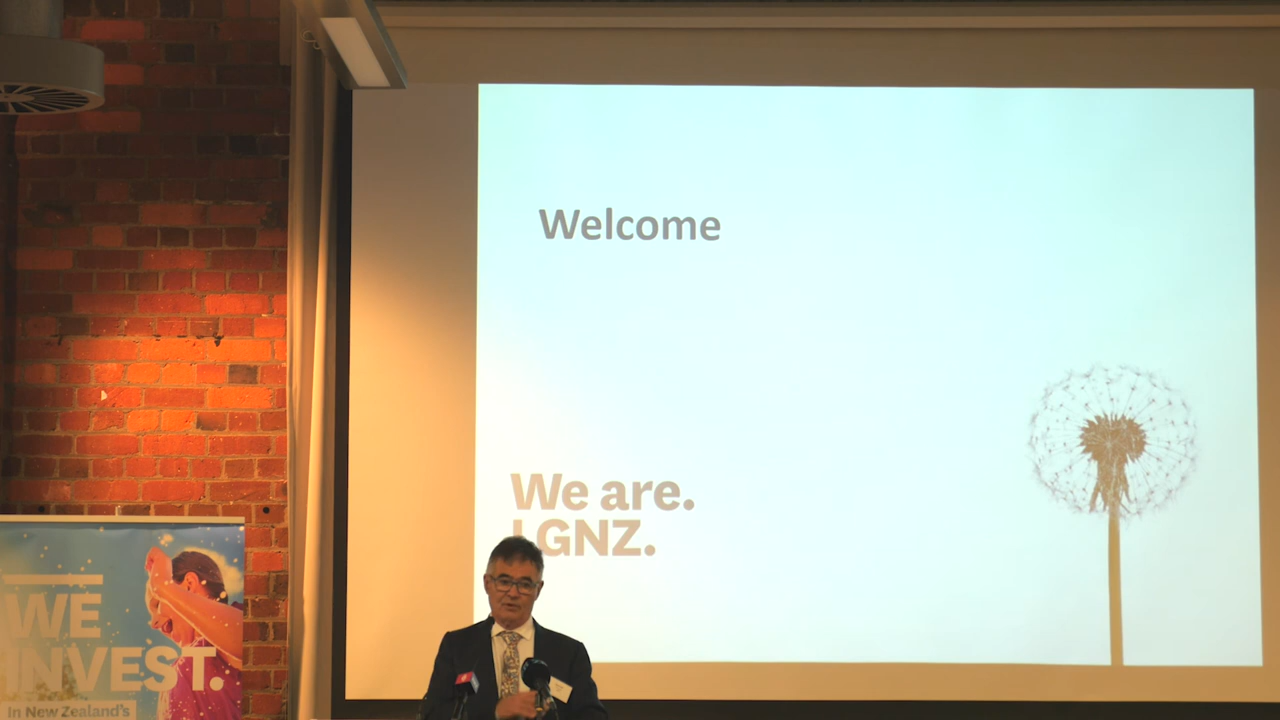 Welcome
We are.
LGNZ.
WE
INVEST.
In New Zealand's